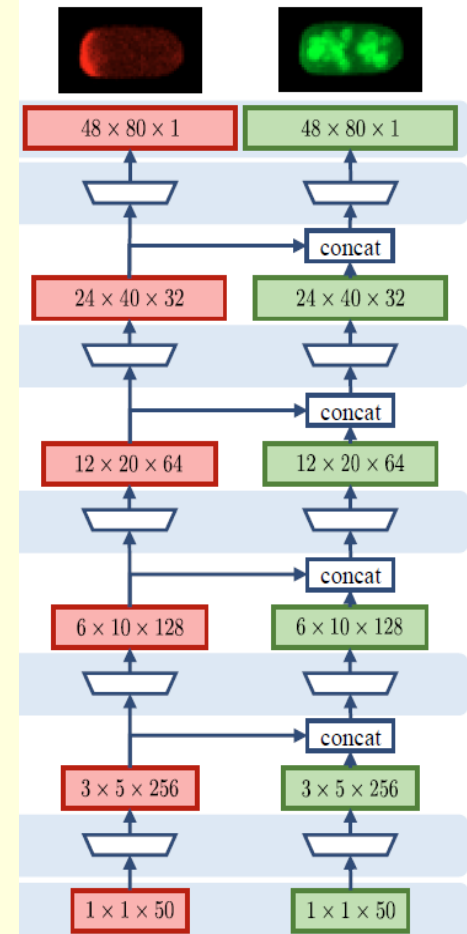 48 × 80 × 1 48 × 80 × 1
concat
24 × 40 × 32 24 × 40 × 32
concat
12 × 20 × 64 12 × 20 × 64
concat
6 × 10 × 128 6 × 10 × 128
concat
3 × 5 × 256 3 × 5 × 256
1 × 1 × 50 1 × 1 × 50